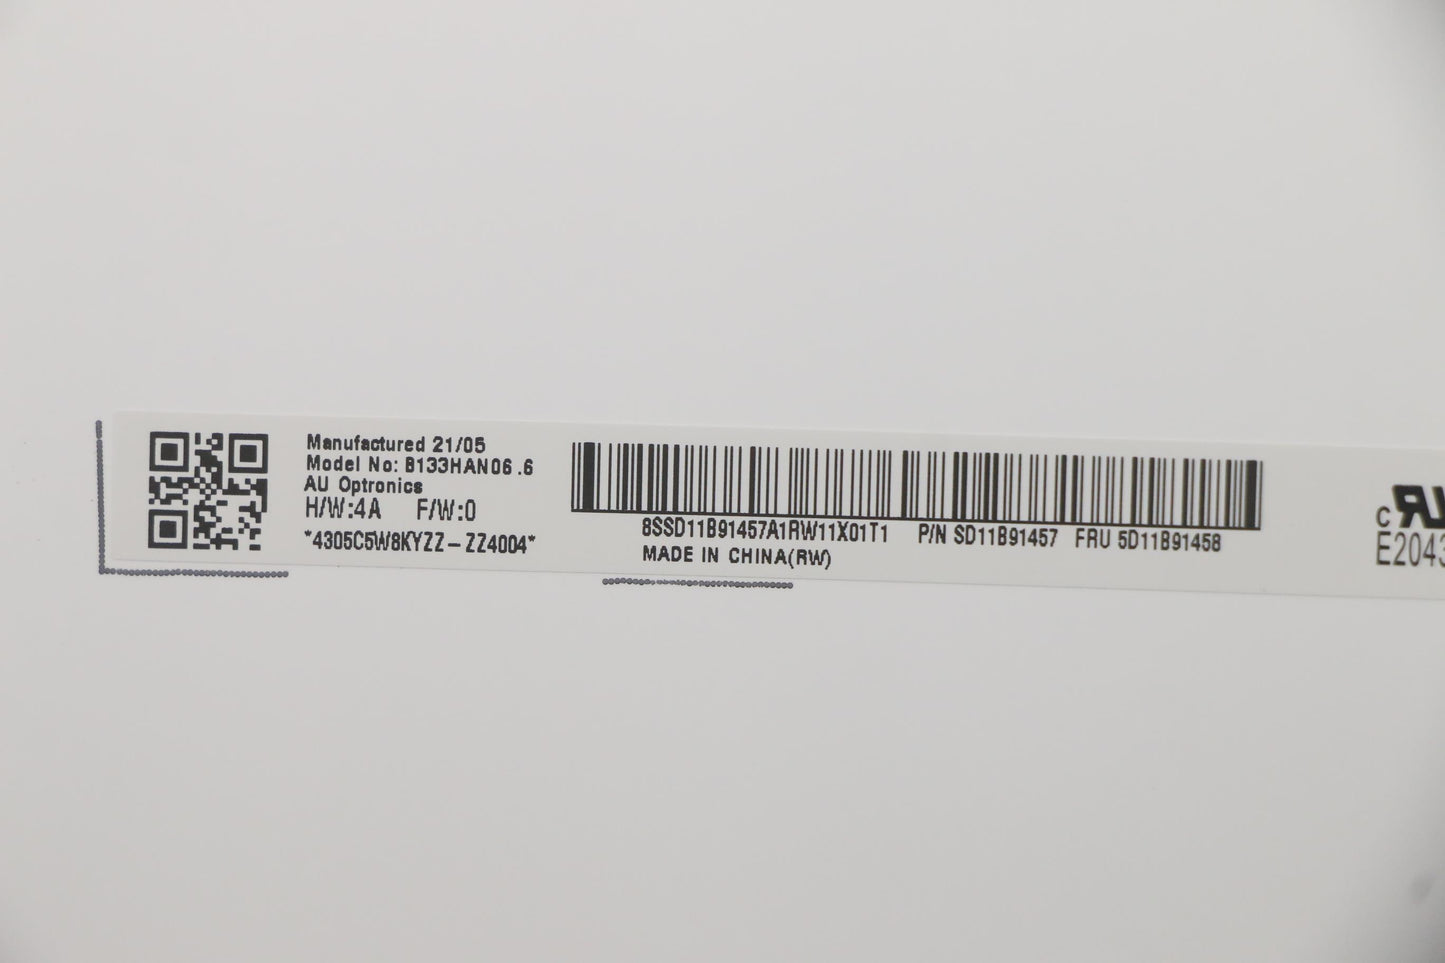 Manufactured 21/05
Model No: B133HAN06.6
AU Optronics
H/W:4A F/W:0
*4305C5W8KYZZ-ZZ4004*
8SSD11B91457A1RW11X01T1 P/N SD11B91457 FRU 5D11B91458
MADE IN CHINA(RW)
c